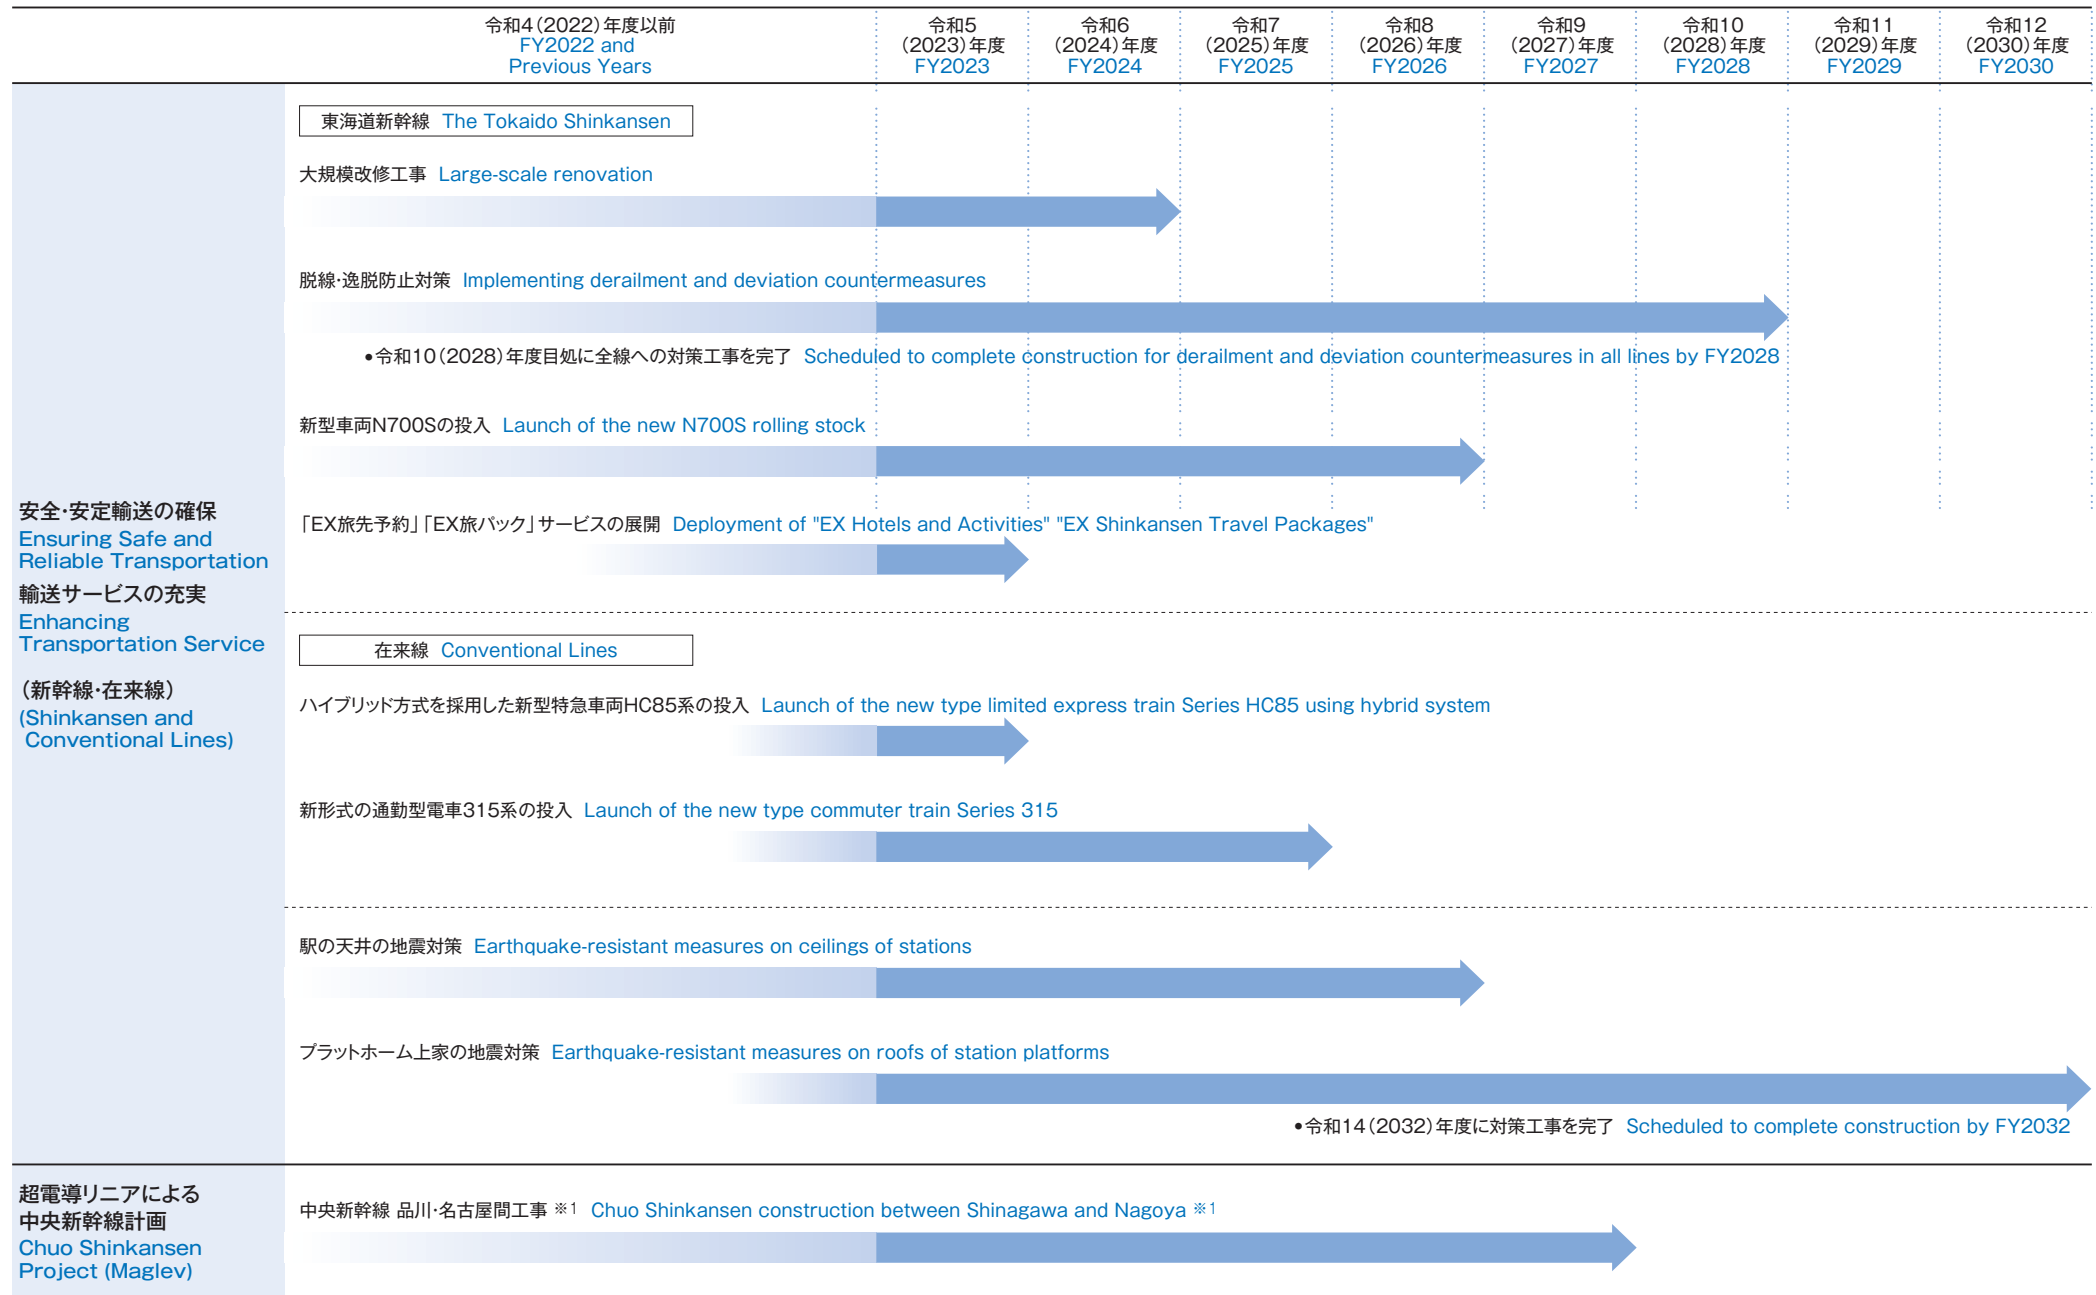 令和4(2022)年度以前
FY2022 and
Previous Years
令和5
(2023)年度
FY2023
令和6
(2024)年度
FY2024
令和7
(2025)年度
FY2025
令和8
(2026)年度
FY2026
令和9
(2027)年度
FY2027
令和10
(2028)年度
FY2028
令和11
(2029)年度
FY2029
令和12
(2030)年度
FY2030
安全・安定輸送の確保
Ensuring Safe and
Reliable Transportation
輸送サービスの充実
Enhancing
Transportation Service
(新幹線・在来線)
(Shinkansen and
Conventional Lines)
東海道新幹線 The Tokaido Shinkansen
大規模改修工事 Large-scale renovation
脱線・逸脱防止対策 Implementing derailment and deviation countermeasures
•令和10(2028)年度目処に全線への対策工事を完了 Scheduled to complete construction for derailment and deviation countermeasures in all lines by FY2028
新型車両N700Sの投入 Launch of the new N700S rolling stock
「EX旅先予約」「EX旅パック」サービスの展開 Deployment of "EX Hotels and Activities" "EX Shinkansen Travel Packages"
在来線 Conventional Lines
ハイブリッド方式を採用した新型特急車両HC85系の投入 Launch of the new type limited express train Series HC85 using hybrid system
新形式の通勤型電車315系の投入 Launch of the new type commuter train Series 315
駅の天井の地震対策 Earthquake-resistant measures on ceilings of stations
プラットホーム上家の地震対策 Earthquake-resistant measures on roofs of station platforms
•令和14(2032)年度に対策工事を完了 Scheduled to complete construction by FY2032
超電導リニアによる
中央新幹線計画
Chuo Shinkansen
Project (Maglev)
中央新幹線 品川・名古屋間工事 ※1 Chuo Shinkansen construction between Shinagawa and Nagoya ※1